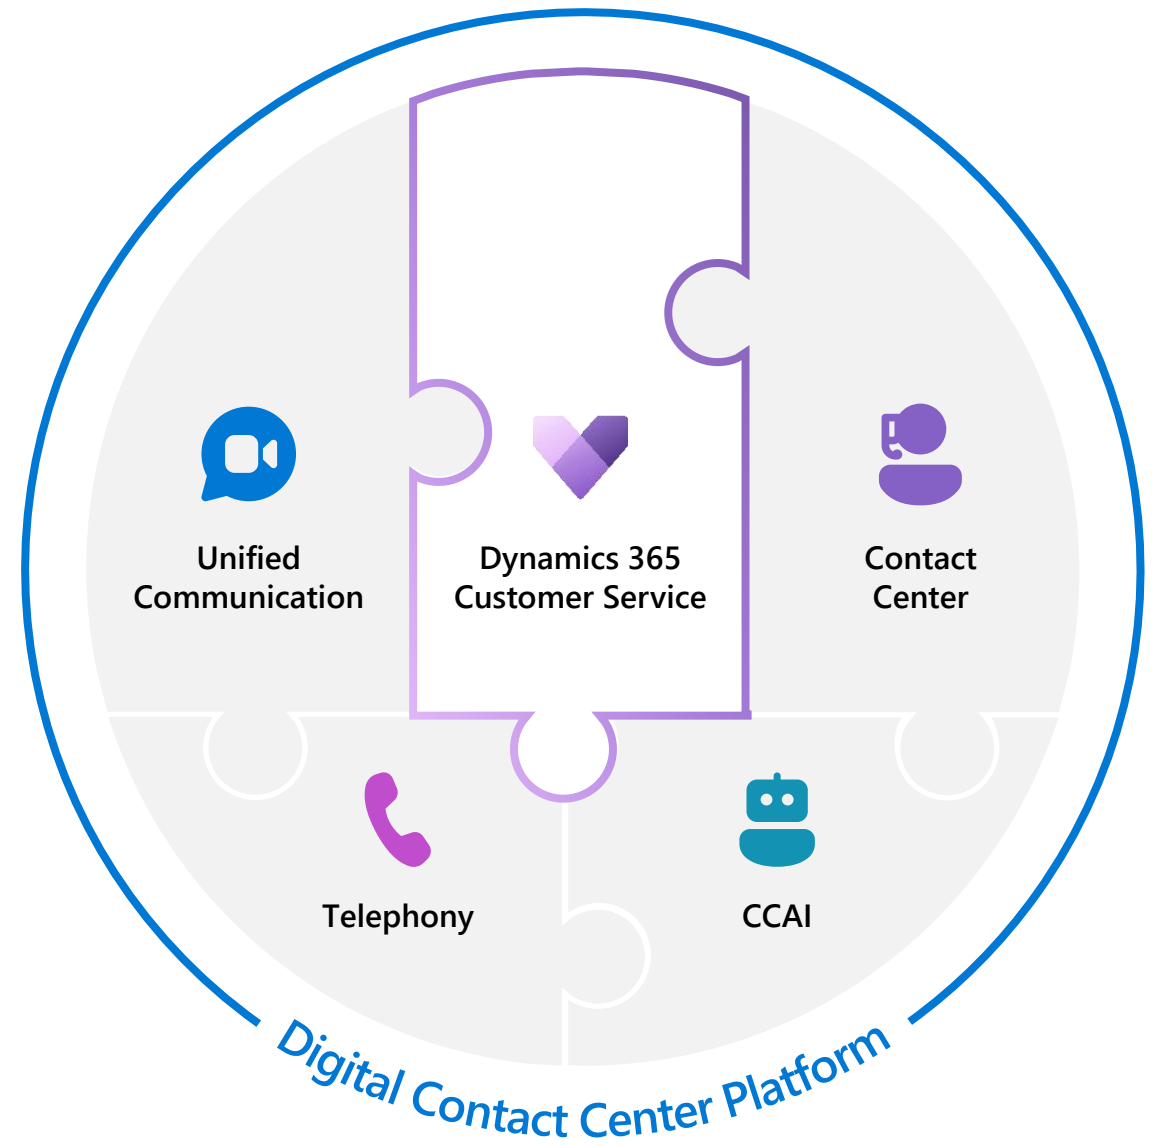 Unified
Communication
Dynamics 365
Customer Service
Contact
Center
Telephony
CCAI
Digital Contact Center Platform